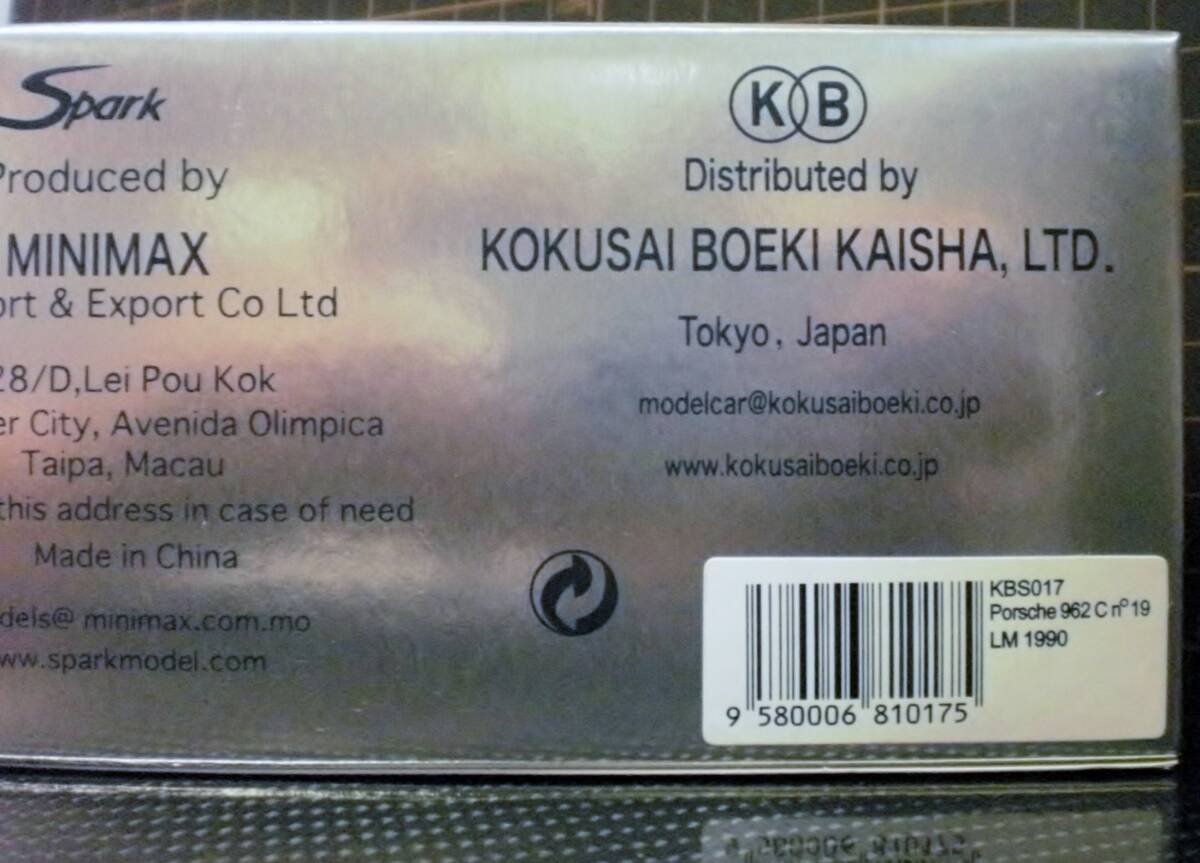 Spark
Produced by
MINIMAX
ort & Export Co Ltd
28/D,Lei Pou Kok
er City, Avenida Olimpica
Taipa, Macau
this address in case of need
Made in China
dels@ minimax.com.mo
ww.sparkmodel.com
KB
Distributed by
KOKUSAI BOEKI KAISHA, LTD.
Tokyo, Japan
modelcar@kokusaiboeki.co.jp
www.kokusaiboeki.co.jp
KBS017
Porsche 962 C nº 19
LM 1990
9 580006 810175